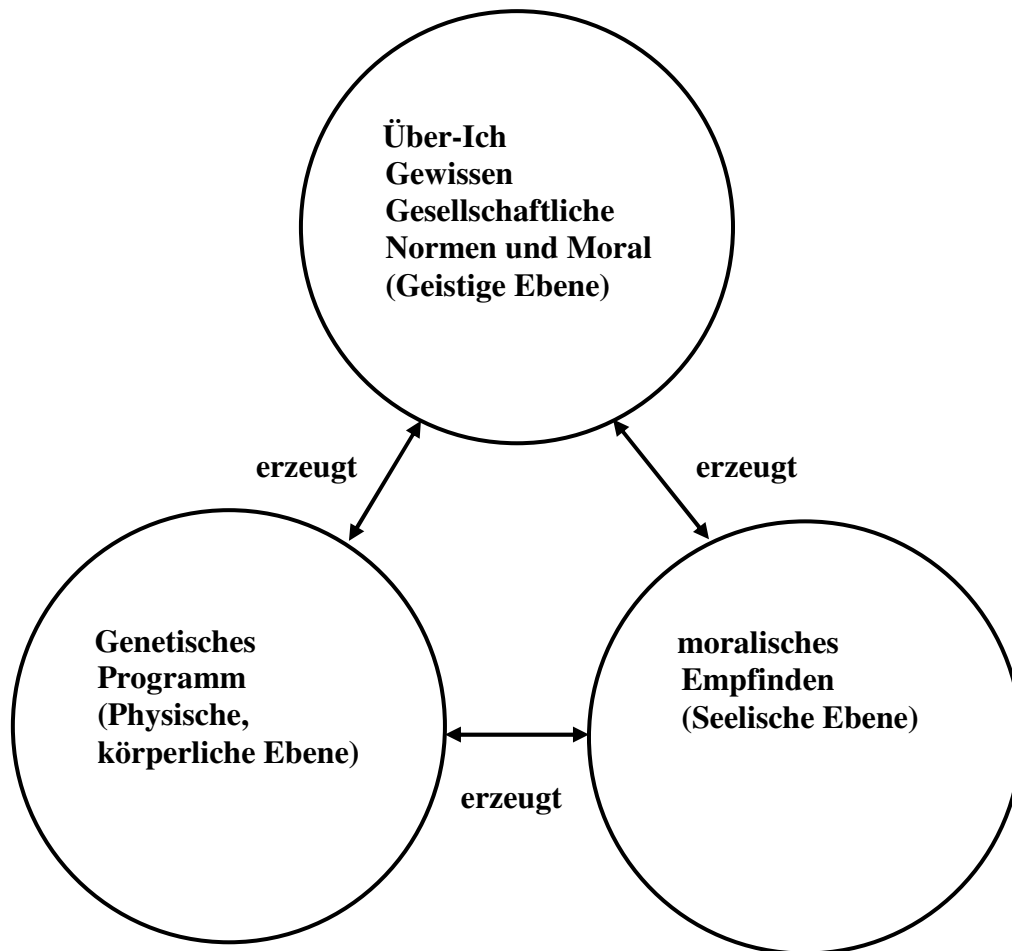 Über-Ich
Gewissen
Gesellschaftliche
Normen und Moral
(Geistige Ebene)
erzeugt
erzeugt
Genetisches
Programm
(Physische,
körperliche Ebene)
moralisches
Empfinden
(Seelische Ebene)
erzeugt